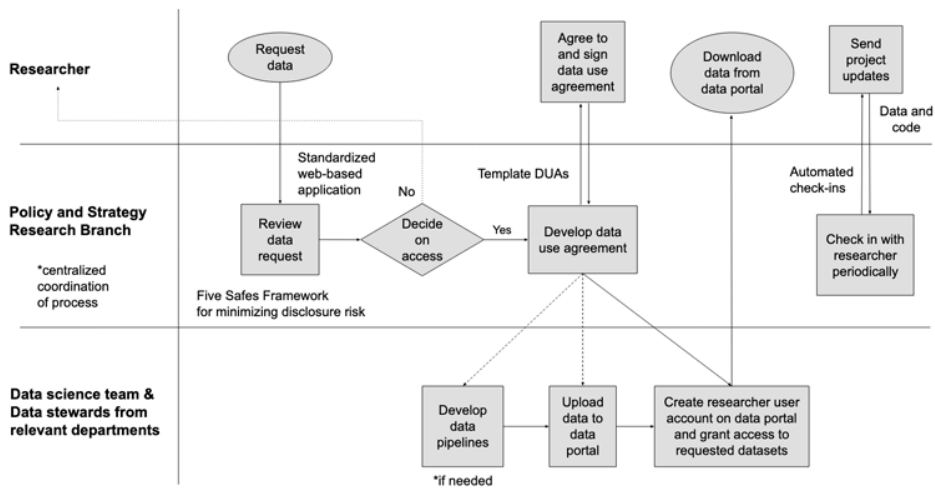 Researcher
Request
data
Agree to
and sign
data use
agreement
Download
data from
data portal
Send
project
updates
Data and
code
Policy and Strategy
Research Branch
*centralized
coordination
of process
Standardized
web-based
application
No
Template DUAs
Automated
check-ins
Review
data
request
Decide
on
access
Yes
Develop data
use agreement
Check in with
researcher
periodically
Five Safes Framework
for minimizing disclosure risk
Data science team &
Data stewards from
relevant departments
Develop
data
pipelines
*if needed
Upload
data to
data
portal
Create researcher user
account on data portal
and grant access to
requested datasets